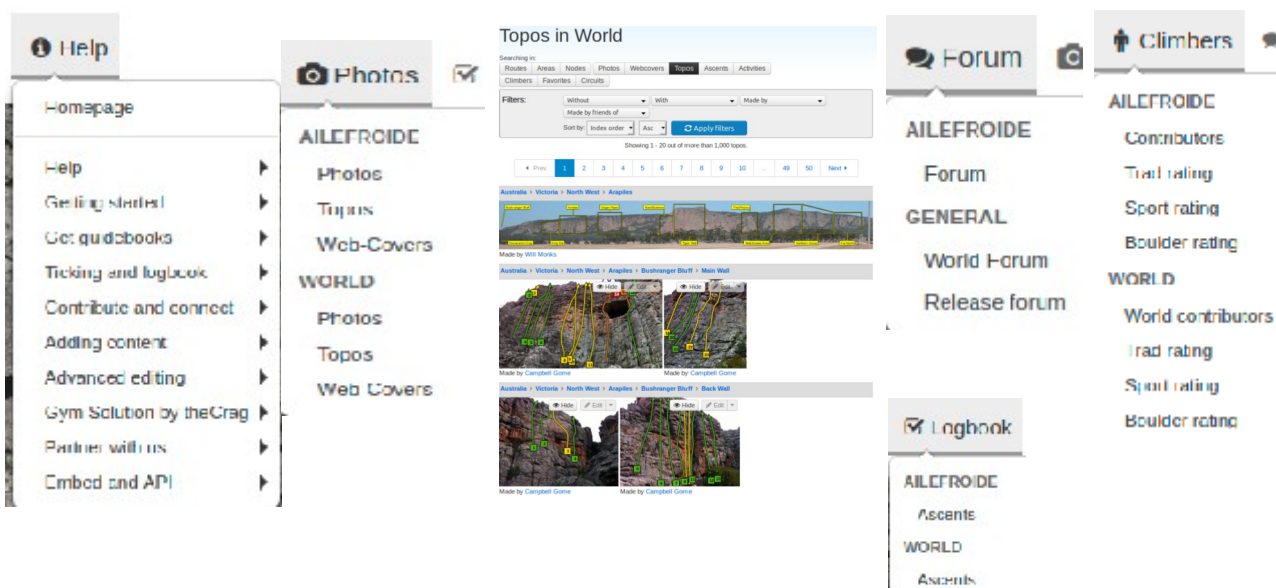 Help
Homepage
Help
Getting started
Get guidebooks
Ticking and logbook
Contribute and connect
Adding content
Advanced editing
Gym Solution by theCrag
Partner with us
Embed and API
Photos
AILEFROIDE
Photos
Topos
Web-Covers
WORLD
Photos
Topos
Web Covers
Topos in World
Searching in:
Routes Areas Nodes Photos Webcovers Topos Ascents Activities
Climbers Favorites Circuits
Filters: Without With Made by
Made by friends of
Sort by: Index order Asc Apply filters
Showing 1 - 20 out of more than 1,000 topos.
Prev 1 2 3 4 5 6 7 8 9 10 .. 49 50 Next
Australia > Victoria > North West > Arapiles
Made by Will Monks
Australia > Victoria > North West > Arapiles > Bushranger Bluff > Main Wall
Hide Edit Hide Edit
Made by Campbell Gome Made by Campbell Gome
Australia > Victoria > North West > Arapiles > Bushranger Bluff > Back Wall
Hide Edit Hide Edit
Made by Campbell Gome Made by Campbell Gome
Forum
AILEFROIDE
Forum
GENERAL
World Forum
Release forum
Logbook
AILEFROIDE
Ascents
WORLD
Ascents
Climbers
AILEFROIDE
Contributors
Trad rating
Sport rating
Boulder rating
WORLD
World contributors
Trad rating
Sport rating
Boulder rating